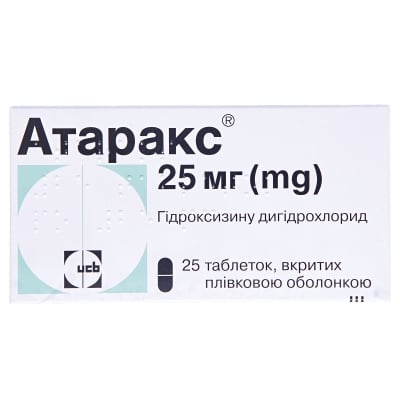 Атаракс®
25 мг (mg)
Гідроксизину дигідрохлорид
ucb
25 таблеток, вкритих
плівковою оболонкою